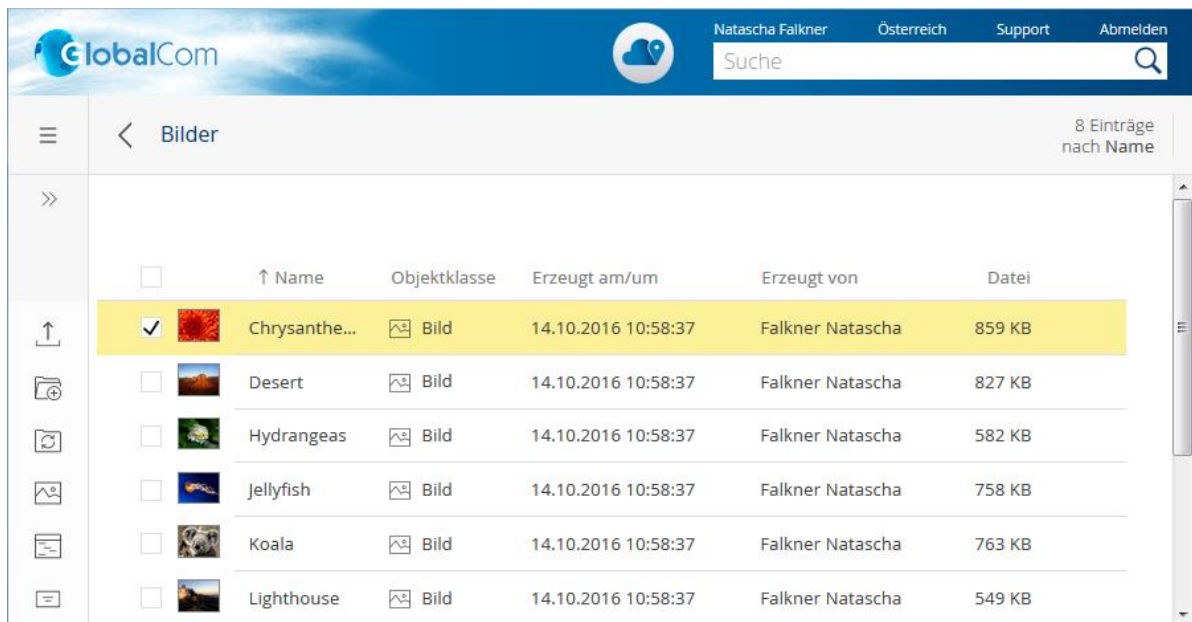 GlobalCom
Natascha Falkner Österreich Support Abmelden
Suche
Bilder
8 Einträge
nach Name
↑ Name Objektklasse Erzeugt am/um Erzeugt von Datei
Chrysanthe... Bild 14.10.2016 10:58:37 Falkner Natascha 859 KB
Desert Bild 14.10.2016 10:58:37 Falkner Natascha 827 KB
Hydrangeas Bild 14.10.2016 10:58:37 Falkner Natascha 582 KB
Jellyfish Bild 14.10.2016 10:58:37 Falkner Natascha 758 KB
Koala Bild 14.10.2016 10:58:37 Falkner Natascha 763 KB
Lighthouse Bild 14.10.2016 10:58:37 Falkner Natascha 549 KB